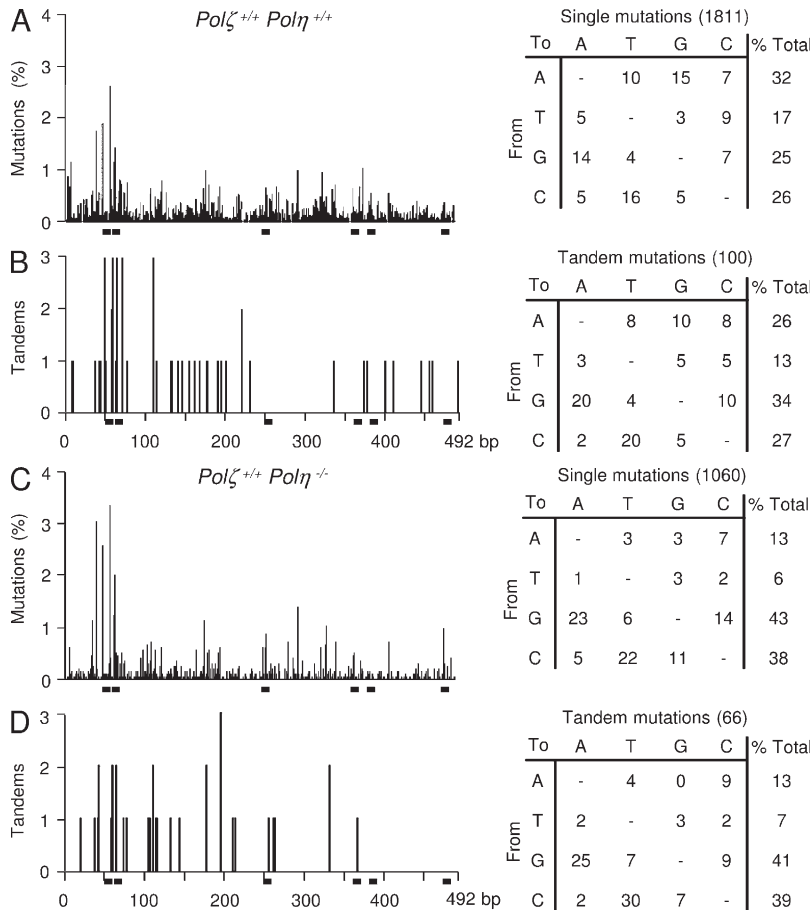 A
Polζ +/+ Polη +/+
Mutations (%)
4
3
2
1
0
Single mutations (1811)
To A T G C % Total
From
A - 10 15 7 32
T 5 - 3 9 17
G 14 4 - 7 25
C 5 16 5 - 26
B
Tandems
3
2
1
0
0 100 200 300 400 492 bp
Tandem mutations (100)
To A T G C % Total
From
A - 8 10 8 26
T 3 - 5 5 13
G 20 4 - 10 34
C 2 20 5 - 27
C
Polζ +/+ Polη -/-
Mutations (%)
4
3
2
1
0
Single mutations (1060)
To A T G C % Total
From
A - 3 3 7 13
T 1 - 3 2 6
G 23 6 - 14 43
C 5 22 11 - 38
D
Tandems
3
2
1
0
0 100 200 300 400 492 bp
Tandem mutations (66)
To A T G C % Total
From
A - 4 0 9 13
T 2 - 3 2 7
G 25 7 - 9 41
C 2 30 7 - 39